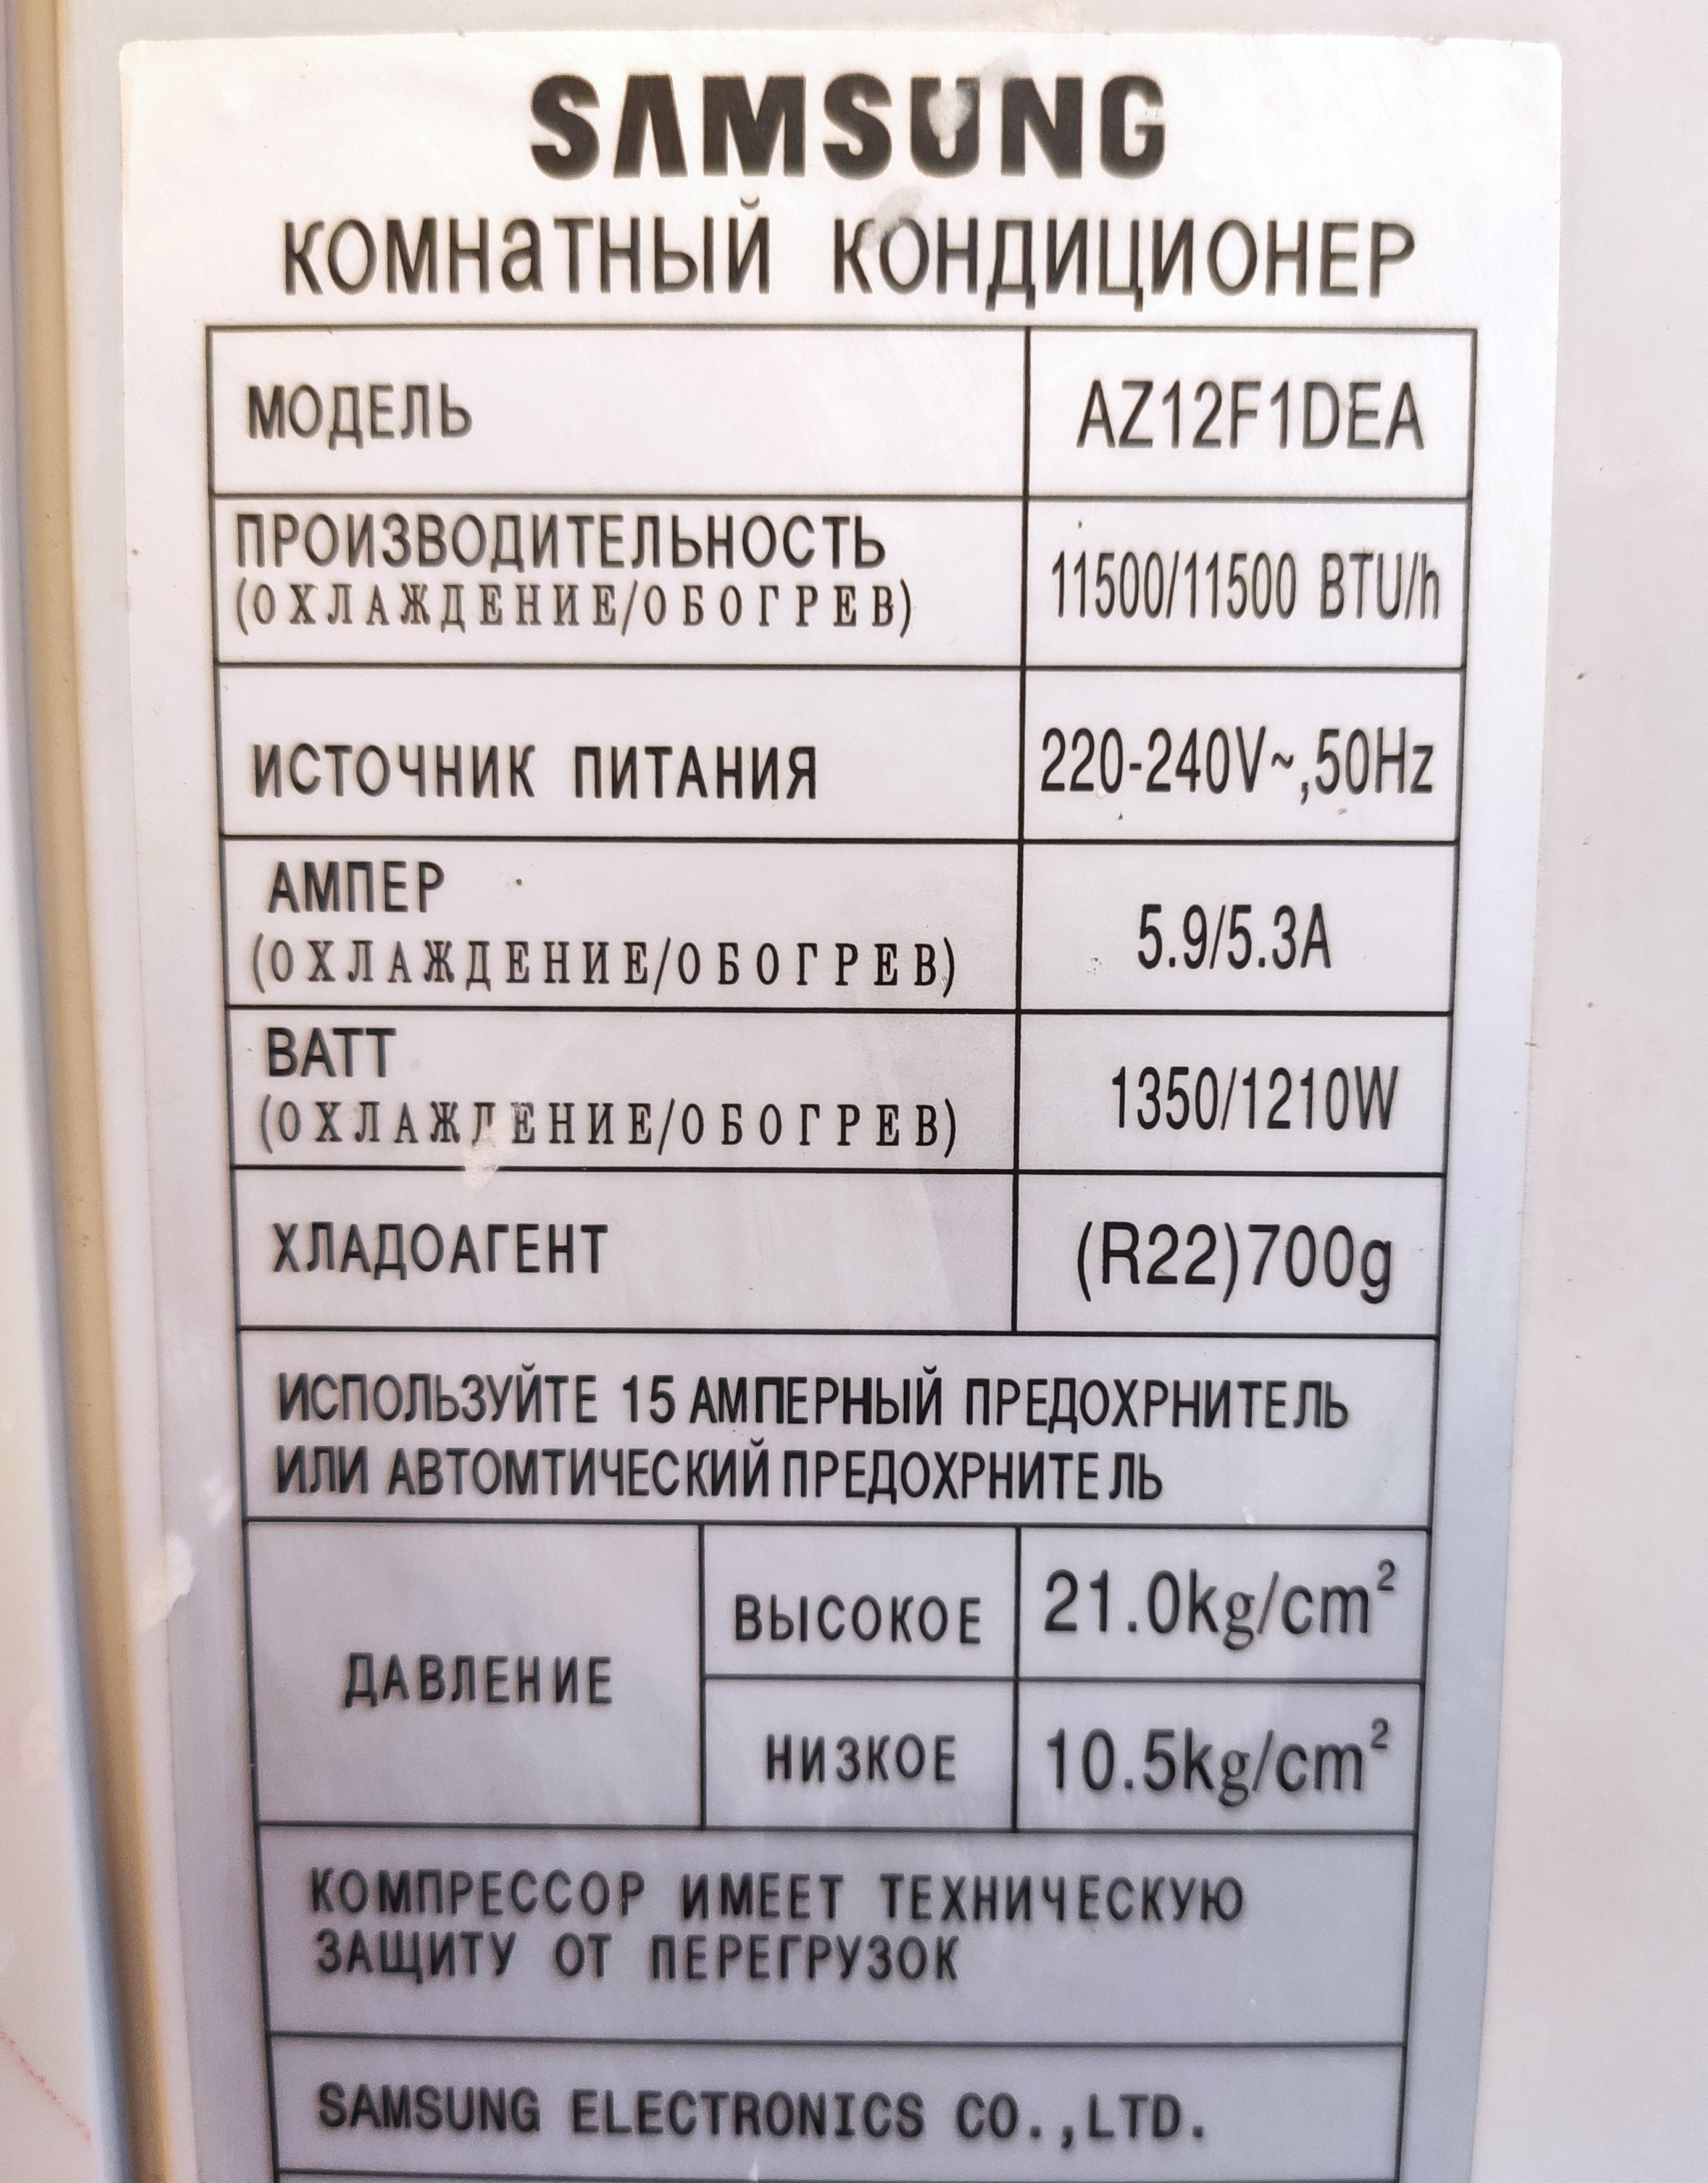 SAMSUNG
КОМНаТНЫЙ КОНДИЦИОНЕР
МОДЕЛЬ AZ12F1DEA
ПРОИЗВОДИТЕЛЬНОСТЬ
(ОХЛАЖДЕНИЕ/ОБОГРЕВ) 11500/11500 BTU/h
ИСТОЧНИК ПИТАНИЯ 220-240V~,50Hz
АМПЕР
(ОХЛАЖДЕНИЕ/ОБОГРЕВ) 5.9/5.3A
ВАТТ
(ОХЛАЖДЕНИЕ/ОБОГРЕВ) 1350/1210W
ХЛАДОАГЕНТ (R22)700g
ИСПОЛЬЗУЙТЕ 15 АМПЕРНЫЙ ПРЕДОХРНИТЕЛЬ
ИЛИ АВТОМТИЧЕСКИЙ ПРЕДОХРНИТЕЛЬ
ДАВЛЕНИЕ
ВЫСОКОЕ 21.0kg/cm²
НИЗКОЕ 10.5kg/cm²
КОМПРЕССОР ИМЕЕТ ТЕХНИЧЕСКУЮ
ЗАЩИТУ ОТ ПЕРЕГРУЗОК
SAMSUNG ELECTRONICS CO.,LTD.